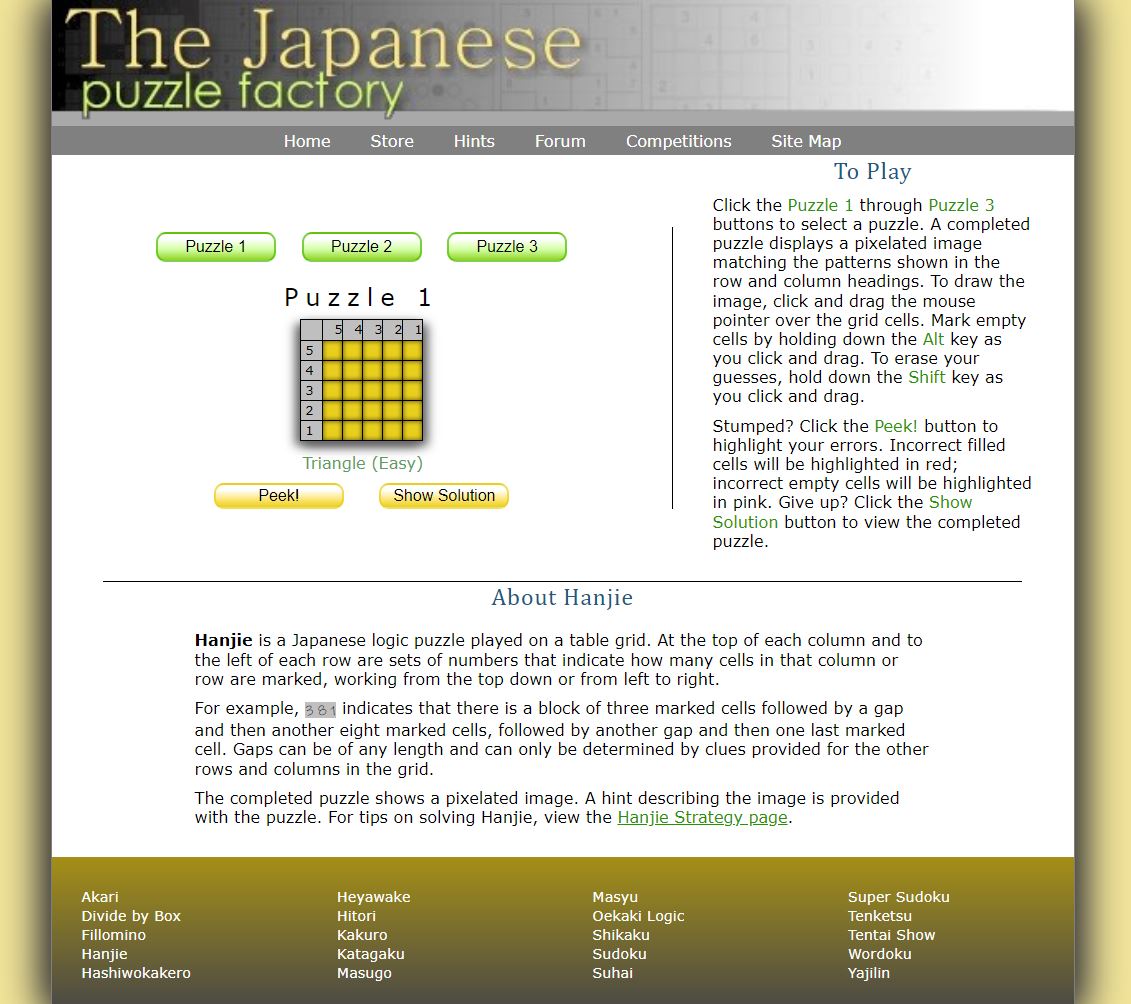 The Japanese
puzzle factory
Home Store Hints Forum Competitions Site Map
Puzzle 1 Puzzle 2 Puzzle 3
Puzzle 1
5 4 3 2 1
5
4
3
2
1
Triangle (Easy)
Peek! Show Solution
To Play
Click the Puzzle 1 through Puzzle 3
buttons to select a puzzle. A completed
puzzle displays a pixelated image
matching the patterns shown in the
row and column headings. To draw the
image, click and drag the mouse
pointer over the grid cells. Mark empty
cells by holding down the Alt key as
you click and drag. To erase your
guesses, hold down the Shift key as
you click and drag.
Stumped? Click the Peek! button to
highlight your errors. Incorrect filled
cells will be highlighted in red;
incorrect empty cells will be highlighted
in pink. Give up? Click the Show
Solution button to view the completed
puzzle.
About Hanjie
Hanjie is a Japanese logic puzzle played on a table grid. At the top of each column and to
the left of each row are sets of numbers that indicate how many cells in that column or
row are marked, working from the top down or from left to right.
For example, 3 8 1 indicates that there is a block of three marked cells followed by a gap
and then another eight marked cells, followed by another gap and then one last marked
cell. Gaps can be of any length and can only be determined by clues provided for the other
rows and columns in the grid.
The completed puzzle shows a pixelated image. A hint describing the image is provided
with the puzzle. For tips on solving Hanjie, view the Hanjie Strategy page.
Akari
Divide by Box
Fillomino
Hanjie
Hashiwokakero
Heyawake
Hitori
Kakuro
Katagaku
Masugo
Masyu
Oekaki Logic
Shikaku
Sudoku
Suhai
Super Sudoku
Tenketsu
Tentai Show
Wordoku
Yajilin